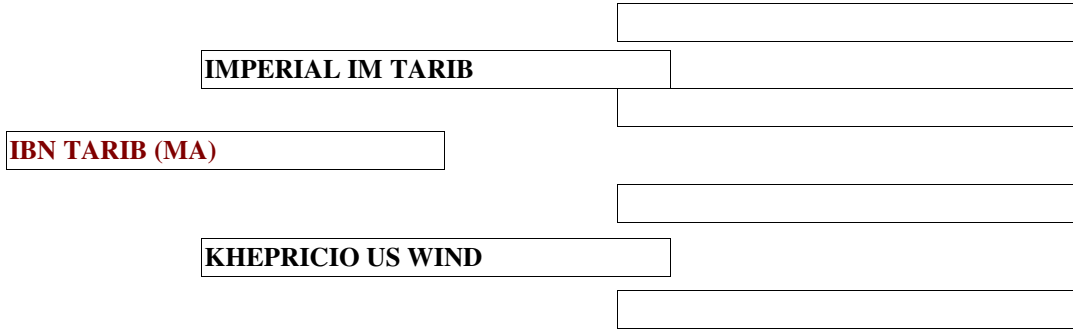 IMPERIAL IM TARIB
IBN TARIB (MA)
KHEPRICIO US WIND